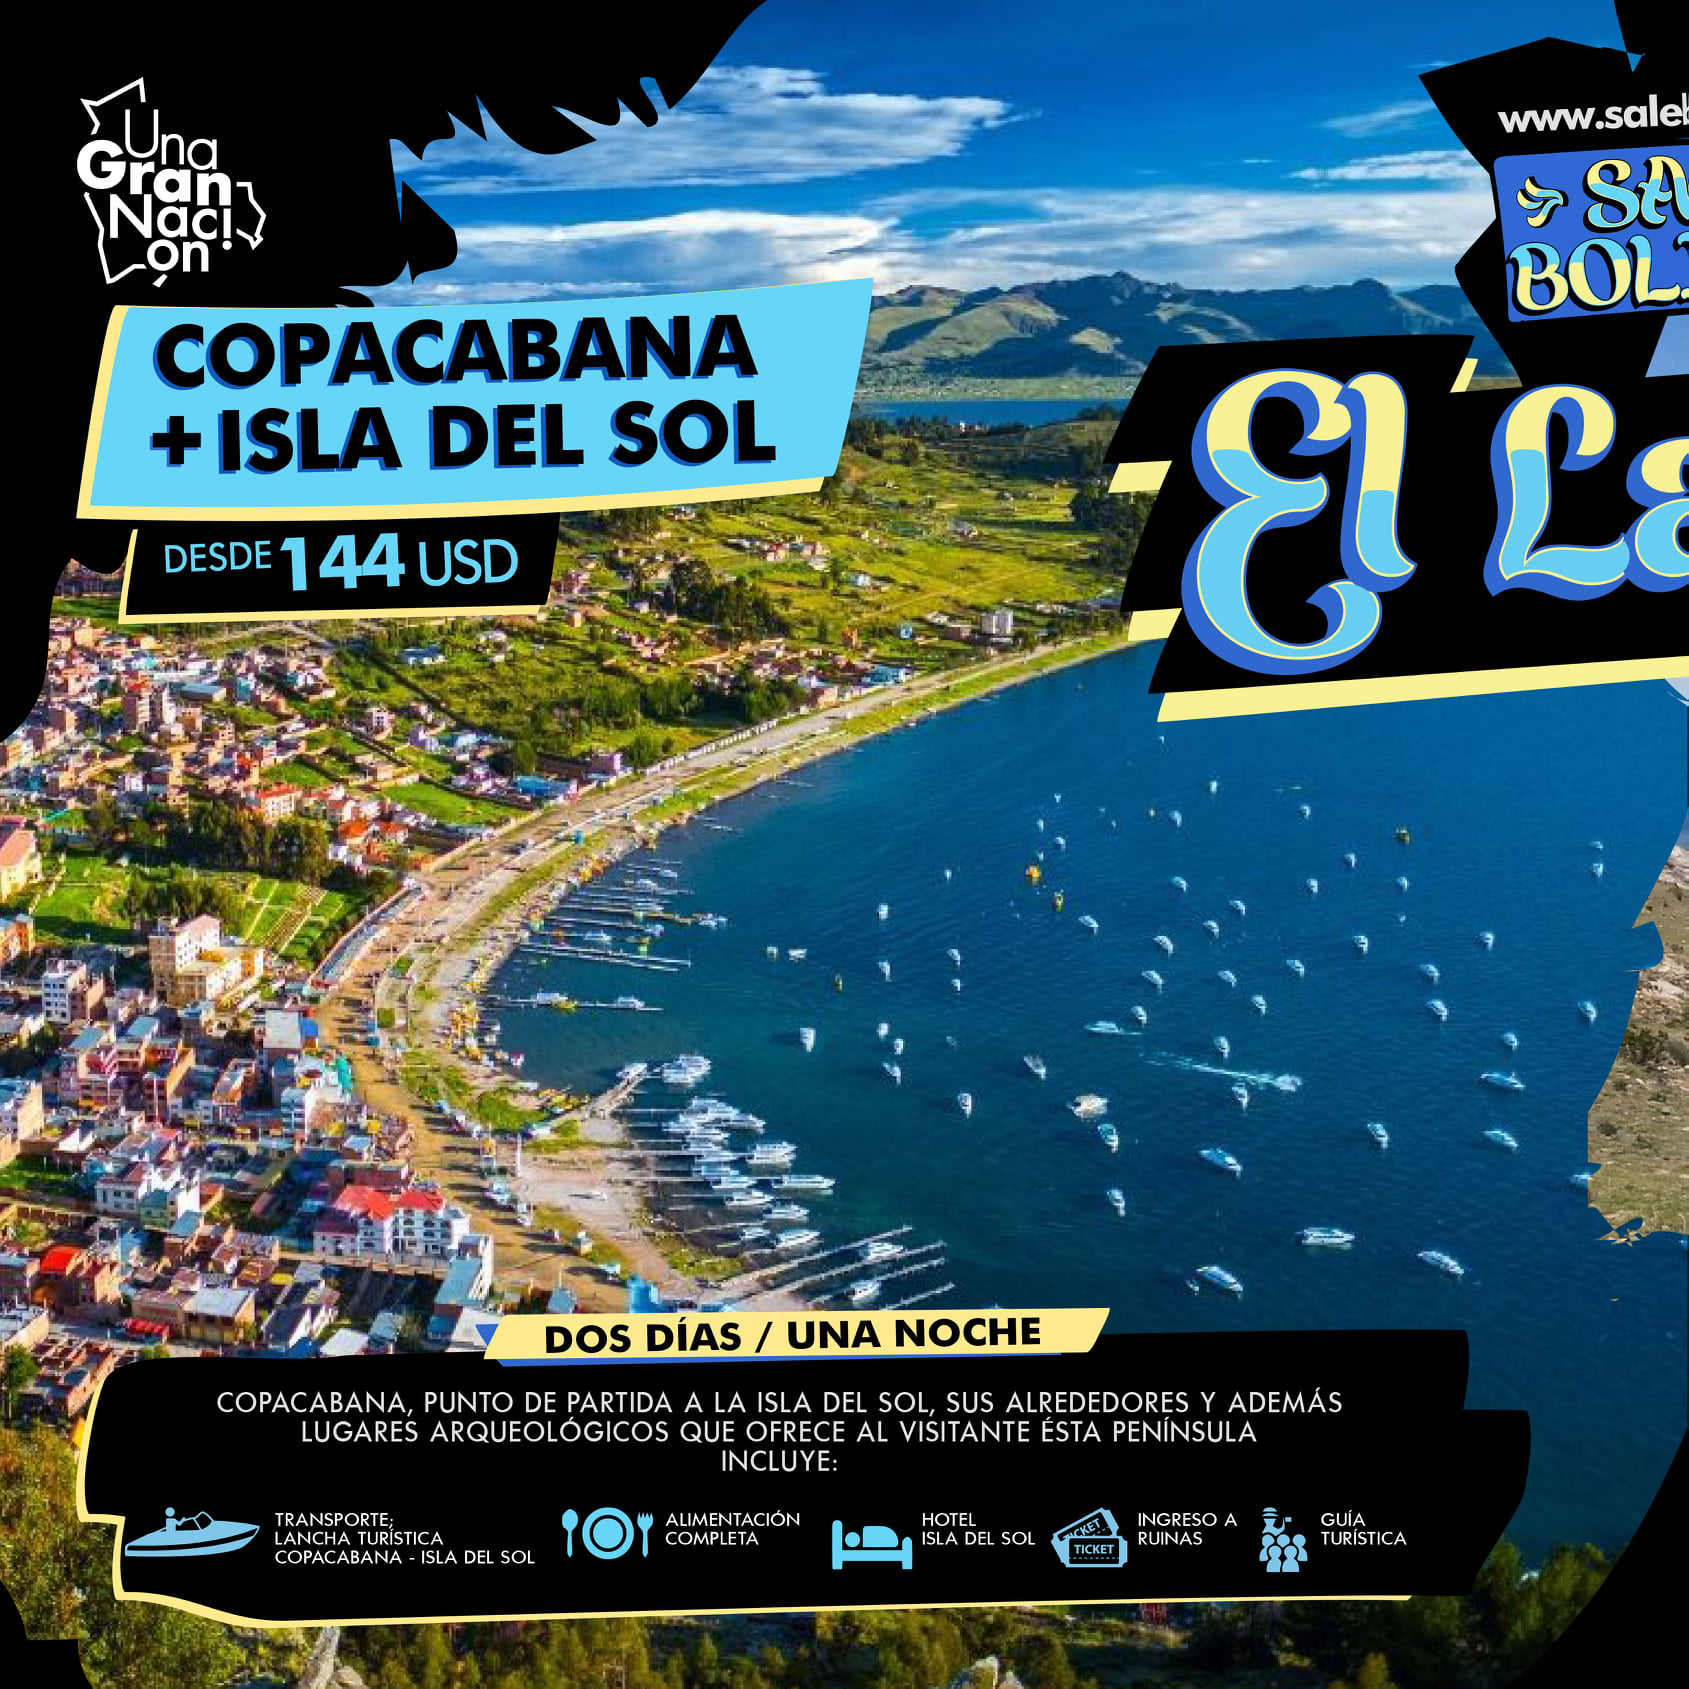 Una
Gran
Naci
ón
www.saleb
SA
BOLI
COPACABANA
+ ISLA DEL SOL
DESDE 144 USD
El La
DOS DÍAS / UNA NOCHE
COPACABANA, PUNTO DE PARTIDA A LA ISLA DEL SOL, SUS ALREDEDORES Y ADEMÁS
LUGARES ARQUEOLÓGICOS QUE OFRECE AL VISITANTE ÉSTA PENÍNSULA
INCLUYE:
TRANSPORTE;
LANCHA TURÍSTICA
COPACABANA - ISLA DEL SOL
ALIMENTACIÓN
COMPLETA
HOTEL
ISLA DEL SOL
TICKET
TICKET
INGRESO A
RUINAS
GUÍA
TURÍSTICA